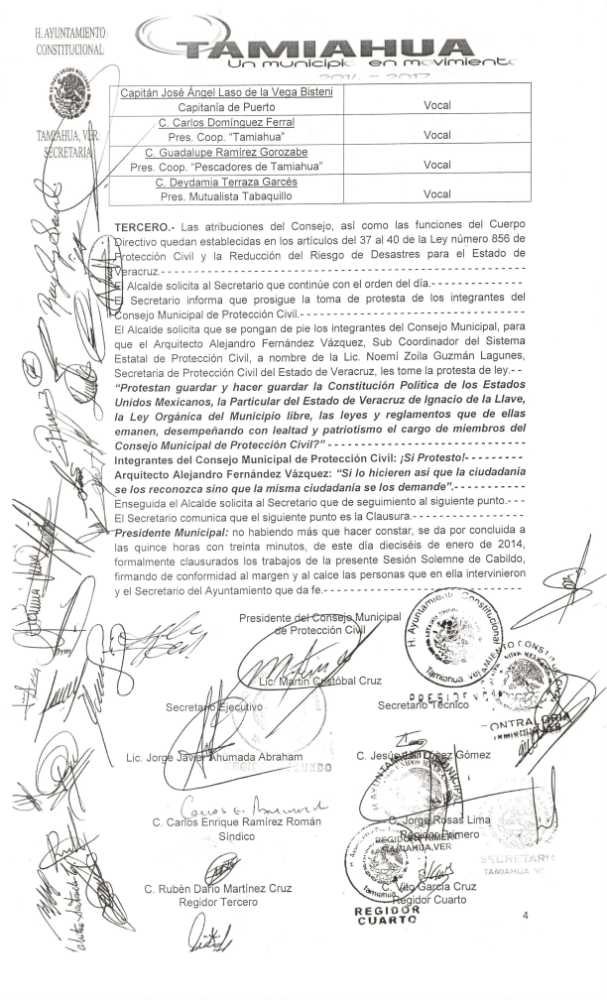 H. AYUNTAMIENTO
CONSTITUCIONAL
TAMIAHUA
Un municipio en movimiento
2014 - 2017
TAMIAHUA, VER.
SECRETARIA
Capitán José Ángel Laso de la Vega Bisteni
Capitanía de Puerto
Vocal
C. Carlos Domínguez Ferral
Pres. Coop. “Tamiahua”
Vocal
C. Guadalupe Ramírez Gorozabe
Pres. Coop. “Pescadores de Tamiahua”
Vocal
C. Deydamia Terraza Garcés
Pres. Mutualista Tabaquillo
Vocal
TERCERO.- Las atribuciones del Consejo, así como las funciones del Cuerpo
Directivo quedan establecidas en los artículos del 37 al 40 de la Ley número 856 de
Protección Civil y la Reducción del Riesgo de Desastres para el Estado de
Veracruz.- - - - - - - - - - - - - - - - - - - - - - - - - - - - - - - - - - - - - - - - - - - - - - - - - - - -
El Alcalde solicita al Secretario que continúe con el orden del día.- - - - - - - - - - - - - -
El Secretario informa que prosigue la toma de protesta de los integrantes del
Consejo Municipal de Protección Civil.- - - - - - - - - - - - - - - - - - - - - - - - - - - - - - - -
El Alcalde solicita que se pongan de pie los integrantes del Consejo Municipal, para
que el Arquitecto Alejandro Fernández Vázquez, Sub Coordinador del Sistema
Estatal de Protección Civil, a nombre de la Lic. Noemí Zoila Guzmán Lagunes,
Secretaria de Protección Civil del Estado de Veracruz, les tome la protesta de ley.- -
“Protestan guardar y hacer guardar la Constitución Política de los Estados
Unidos Mexicanos, la Particular del Estado de Veracruz de Ignacio de la Llave,
la Ley Orgánica del Municipio libre, las leyes y reglamentos que de ellas
emanen, desempeñando con lealtad y patriotismo el cargo de miembros del
Consejo Municipal de Protección Civil?” - - - - - - - - - - - - - - - - - - - - - - - - - - - - -
Integrantes del Consejo Municipal de Protección Civil: ¡Sí Protesto!- - - - - - - - -
Arquitecto Alejandro Fernández Vázquez: “Si lo hicieren así que la ciudadanía
se los reconozca sino que la misma ciudadanía se los demande”.- - - - - - - - - - -
Enseguida el Alcalde solicita al Secretario que de seguimiento al siguiente punto.- - -
El Secretario comunica que el siguiente punto es la Clausura.- - - - - - - - - - - - - - - -
Presidente Municipal: no habiendo más que hacer constar, se da por concluida a
las quince horas con treinta minutos, de este día dieciséis de enero de 2014,
formalmente clausurados los trabajos de la presente Sesión Solemne de Cabildo,
firmando de conformidad al margen y al calce las personas que en ella intervinieron
y el Secretario del Ayuntamiento que da fe.- - - - - - - - - - - - - - - - - - - - - - - - - - - -
Presidente del Consejo Municipal
de Protección Civil
H. Ayuntamiento Constitucional
Tamiahua, Ver.
Lic. Martin Cristóbal Cruz
Secretario Ejecutivo
Secretario Técnico
CONTRALORIA
TAMIAHUA, VER
Lic. Jorge Javier Ahumada Abraham
C. Jesús
Gómez
C. Carlos Enrique Ramírez Román
Síndico
C. Jorge Rosas Lima
Regidor Primero
TAMIAHUA, VER
SECRETARIA
TAMIAHUA, VE
C. Rubén Darío Martínez Cruz
Regidor Tercero
C. Vito García Cruz
Regidor Cuarto
REGIDOR
CUARTO
4